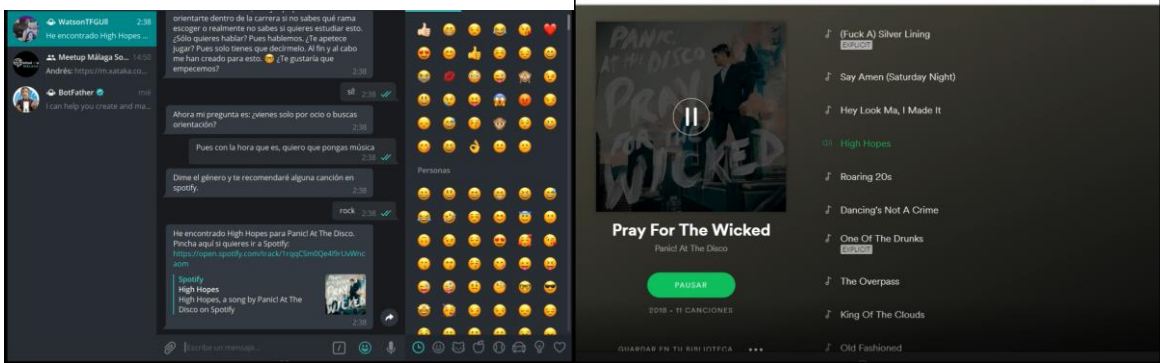 WatsonTFGUll 2:38
He encontrado High Hopes ...
Meetup Málaga So... 14:50
Andrés: https://m.xataka.co...
BotFather
I can help you create and ma...
orientarte dentro de la carrera si no sabes qué rama
escoger o realmente no sabes si quieres estudiar esto.
¿Sólo quieres hablar? Pues hablemos. ¿Te apetece
jugar? Pues solo tienes que decírmelo. Al fin y al cabo
me han creado para esto. 🤓 ¿Te gustaría que
empecemos?
2:38
sII 2:38
Ahora mi pregunta es: ¿vienes solo por ocio o buscas
orientación?
2:38
Pues con la hora que es, quiero que pongas música
2:38
Dime el género y te recomendaré alguna canción en
spotify.
2:38
rock 2:38
He encontrado High Hopes para Panic! At The Disco.
Pincha aquí si quieres ir a Spotify:
Spotify
High Hopes
High Hopes, a song by Panic! At The
Disco on Spotify
2:38
Escribe un mensaje...
Personas
PANIC!
AT THE DISCO
PRAY
FOR THE
WICKED
Pray For The Wicked
Panic! At The Disco
PAUSAR
2018 • 11 CANCIONES
GUARDAR EN TU BIBLIOTECA
(Fuck A) Silver Lining
EXPLICIT
Say Amen (Saturday Night)
Hey Look Ma, I Made It
High Hopes
Roaring 20s
Dancing's Not A Crime
One Of The Drunks
EXPLICIT
The Overpass
King Of The Clouds
Old Fashioned